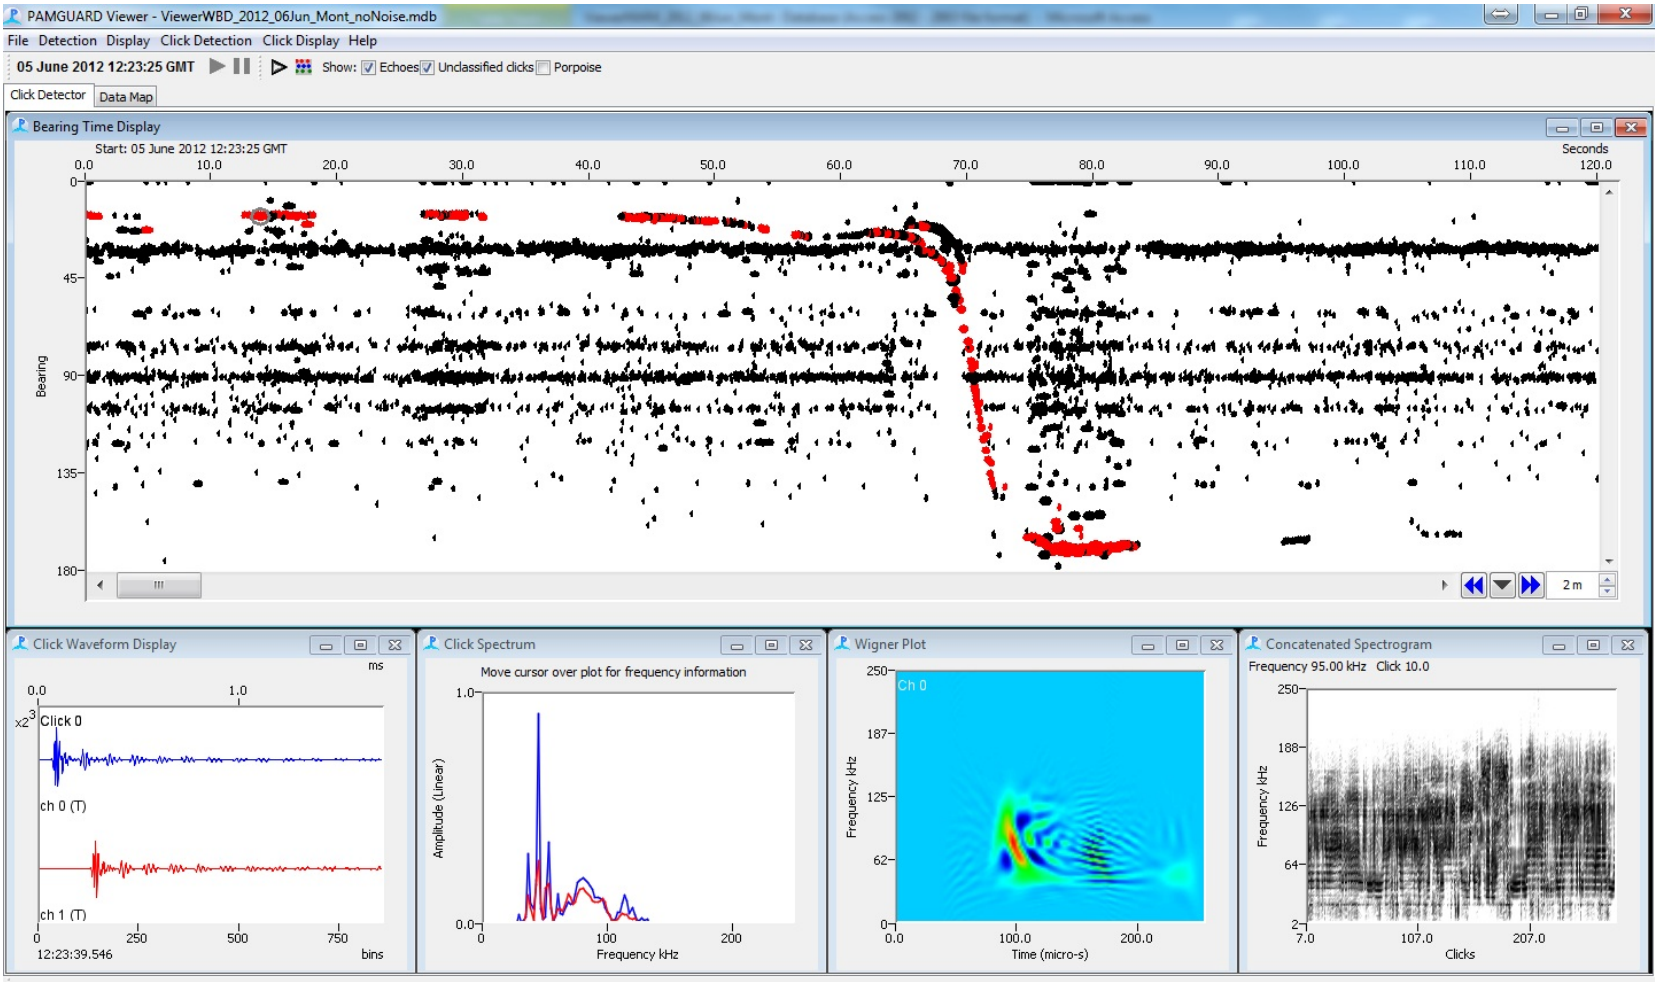 PAMGUARD Viewer - ViewerWBD_2012_06Jun_Mont_noNoise.mdb
File Detection Display Click Detection Click Display Help
05 June 2012 12:23:25 GMT Show: Echoes Unclassified clicks Porpoise
Click Detector Data Map
Bearing Time Display
Start: 05 June 2012 12:23:25 GMT Seconds
0.0 10.0 20.0 30.0 40.0 50.0 60.0 70.0 80.0 90.0 100.0 110.0 120.0
0
45
90
135
180
Bearing
2 m
Click Waveform Display
ms
0.0 1.0
x2^3
Click 0
ch 0 (T)
ch 1 (T)
0 250 500 750
12:23:39.546 bins
Click Spectrum
Move cursor over plot for frequency information
1.0
Amplitude (Linear)
0.0
0 100 200
Frequency kHz
Wigner Plot
250
Ch 0
187
125
62
0
Frequency kHz
0.0 100.0 200.0
Time (micro-s)
Concatenated Spectrogram
Frequency 95.00 kHz Click 10.0
250
188
126
64
2
Frequency kHz
7.0 107.0 207.0
Clicks